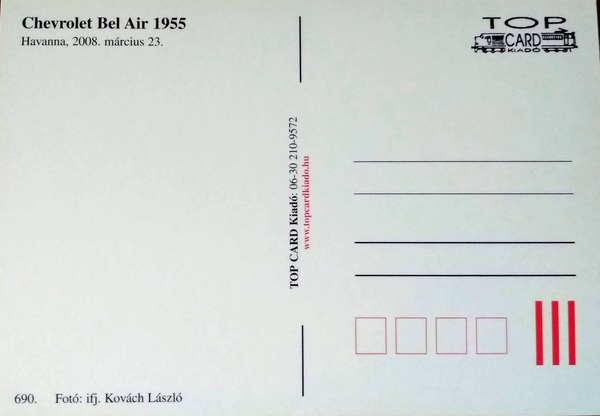 Chevrolet Bel Air 1955
Havanna, 2008. március 23.
TOP
CARD
KIADÓ
TOP CARD Kiadó: 06-30 210-9572
www.topcardkiado.hu
690. Fotó: ifj. Kovách László